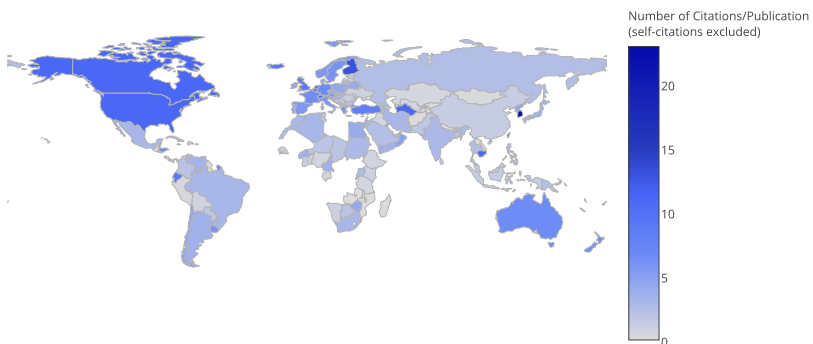 Number of Citations/Publication
(self-citations excluded)
20
15
10
5
0